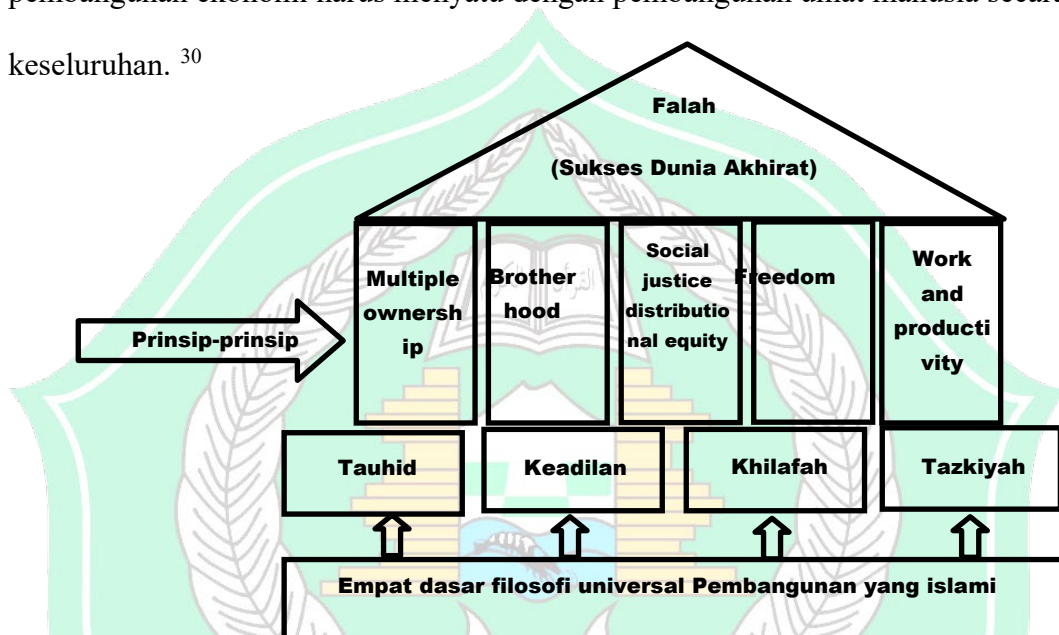 pembangunan ekonomi harus menyatu dengan pembangunan umat manusia secara
keseluruhan. 30
Falah
(Sukses Dunia Akhirat)
Multiple
ownersh
ip
Brother
hood
Social
justice
distributio
nal equity
Freedom
Work
and
producti
vity
Prinsip-prinsip
Tauhid
Keadilan
Khilafah
Tazkiyah
Empat dasar filosofi universal Pembangunan yang islami